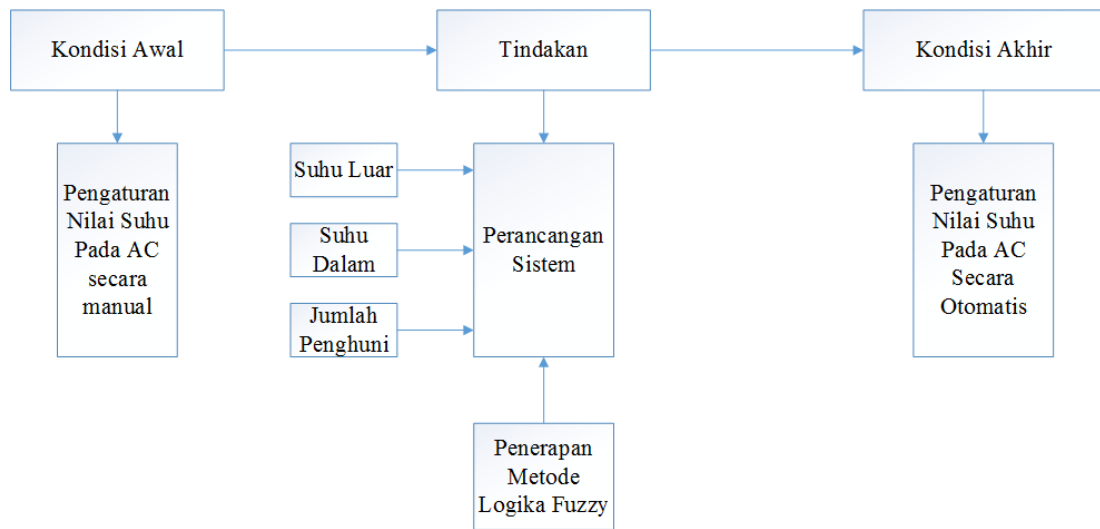 Kondisi Awal
Tindakan
Kondisi Akhir
Pengaturan
Nilai Suhu
Pada AC
secara
manual
Suhu Luar
Suhu
Dalam
Jumlah
Penghuni
Perancangan
Sistem
Penerapan
Metode
Logika Fuzzy
Pengaturan
Nilai Suhu
Pada AC
Secara
Otomatis